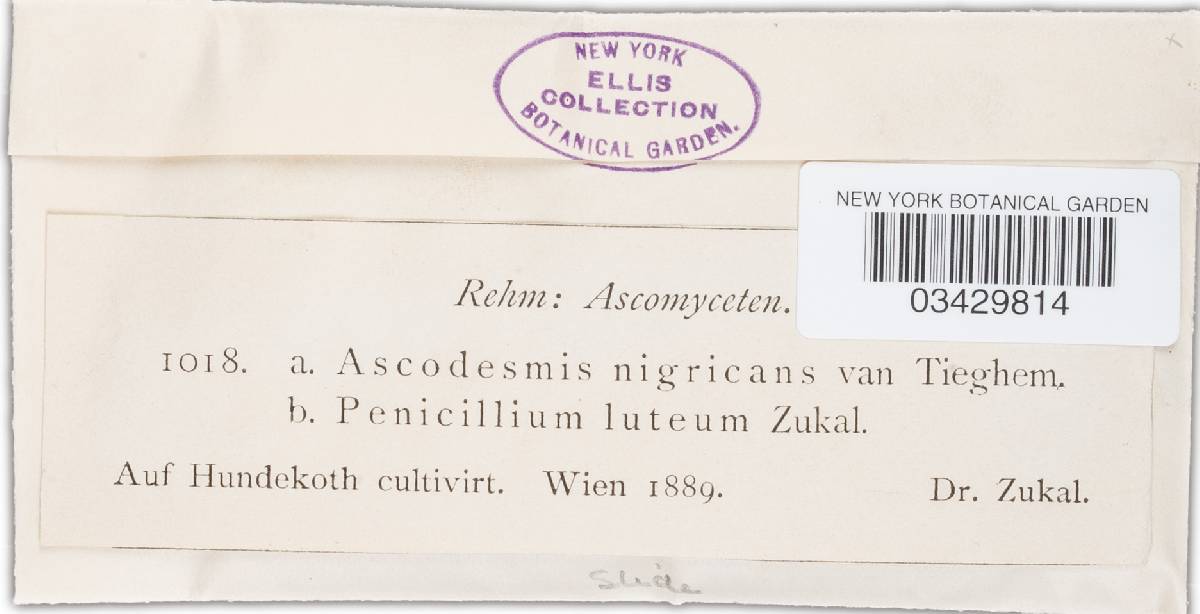 NEW YORK
ELLIS
COLLECTION
BOTANICAL GARDEN.
NEW YORK BOTANICAL GARDEN
03429814
Rehm: Ascomyceten.
1018. a. Ascodesmis nigricans van Tieghem.
b. Penicillium luteum Zukal.
Auf Hundekoth cultivirt. Wien 1889. Dr. Zukal.
Slide